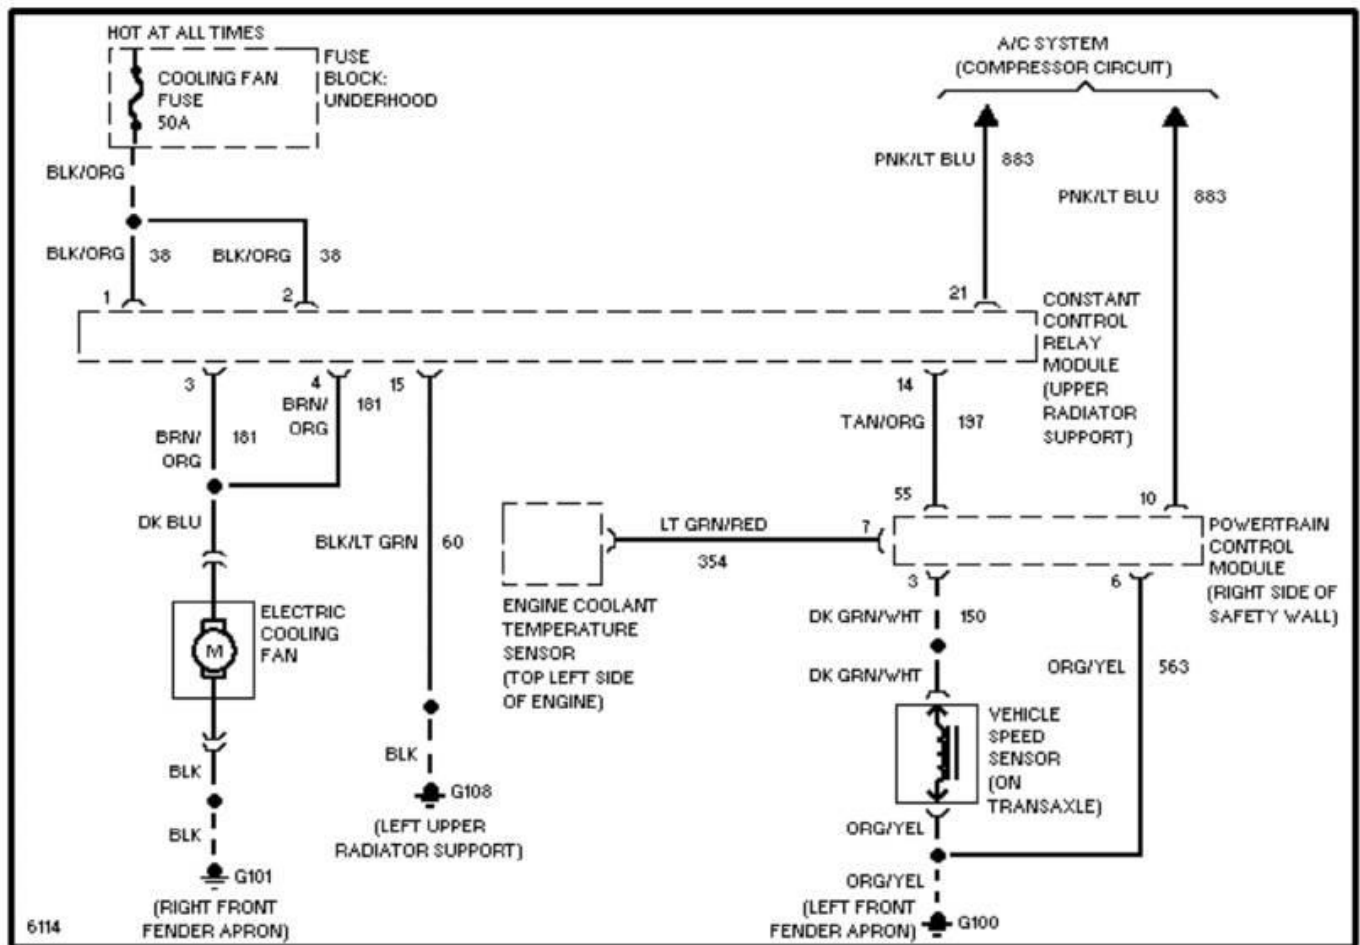 HOT AT ALL TIMES
COOLING FAN
FUSE
50A
FUSE
BLOCK:
UNDERHOOD
A/C SYSTEM
(COMPRESSOR CIRCUIT)
BLK/ORG
PNK/LT BLU 883
PNK/LT BLU 883
BLK/ORG 38
BLK/ORG 38
1
2
21
CONSTANT
CONTROL
RELAY
MODULE
(UPPER
RADIATOR
SUPPORT)
3
4
15
14
BRN/
ORG
181
BRN/
ORG
181
TAN/ORG 197
55
10
DK BLU
BLK/LT GRN 60
LT GRN/RED
354
7
POWERTRAIN
CONTROL
MODULE
(RIGHT SIDE OF
SAFETY WALL)
3
6
ELECTRIC
COOLING
FAN
M
ENGINE COOLANT
TEMPERATURE
SENSOR
(TOP LEFT SIDE
OF ENGINE)
DK GRN/WHT 150
DK GRN/WHT
ORG/YEL 563
VEHICLE
SPEED
SENSOR
(ON
TRANSAXLE)
BLK
BLK
BLK
G108
(LEFT UPPER
RADIATOR SUPPORT)
ORG/YEL
ORG/YEL
G101
(RIGHT FRONT
FENDER APRON)
(LEFT FRONT
FENDER APRON)
G100
6114